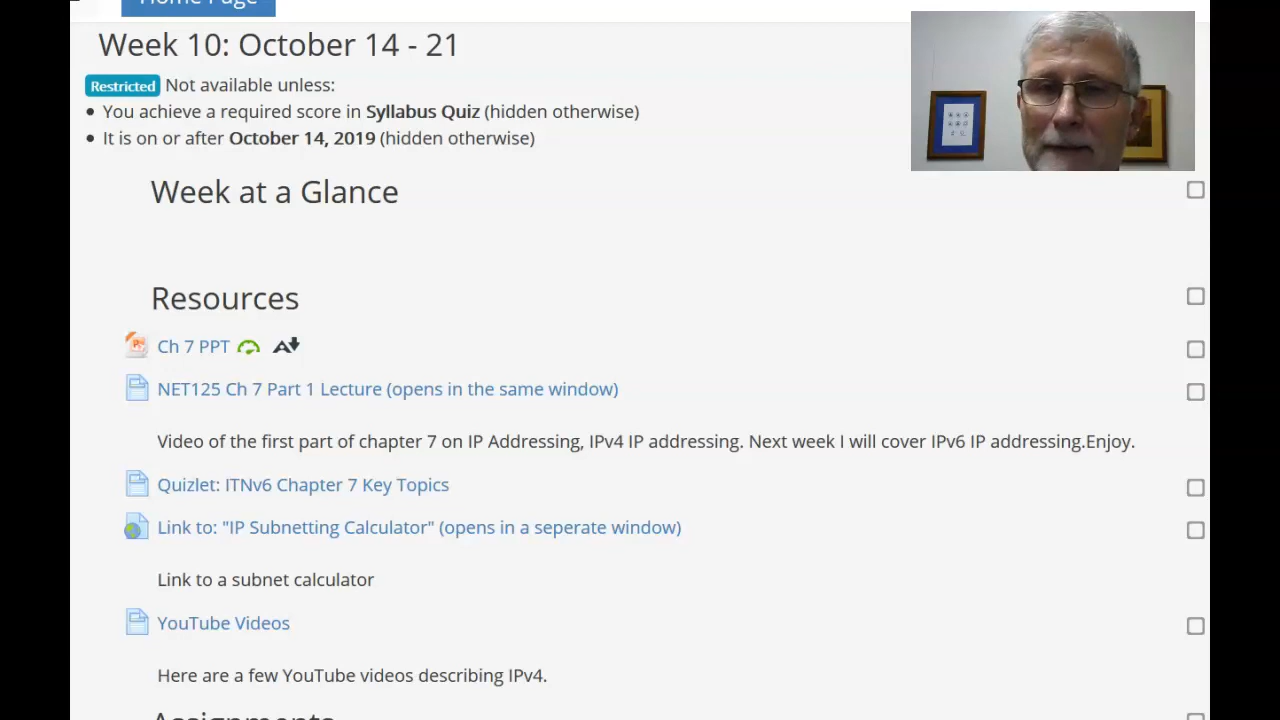 Home Page
Week 10: October 14 - 21
Restricted Not available unless:
• You achieve a required score in Syllabus Quiz (hidden otherwise)
• It is on or after October 14, 2019 (hidden otherwise)
Week at a Glance
Resources
Ch 7 PPT
NET125 Ch 7 Part 1 Lecture (opens in the same window)
Video of the first part of chapter 7 on IP Addressing, IPv4 IP addressing. Next week I will cover IPv6 IP addressing.Enjoy.
Quizlet: ITNv6 Chapter 7 Key Topics
Link to: "IP Subnetting Calculator" (opens in a seperate window)
Link to a subnet calculator
YouTube Videos
Here are a few YouTube videos describing IPv4.
Assignments